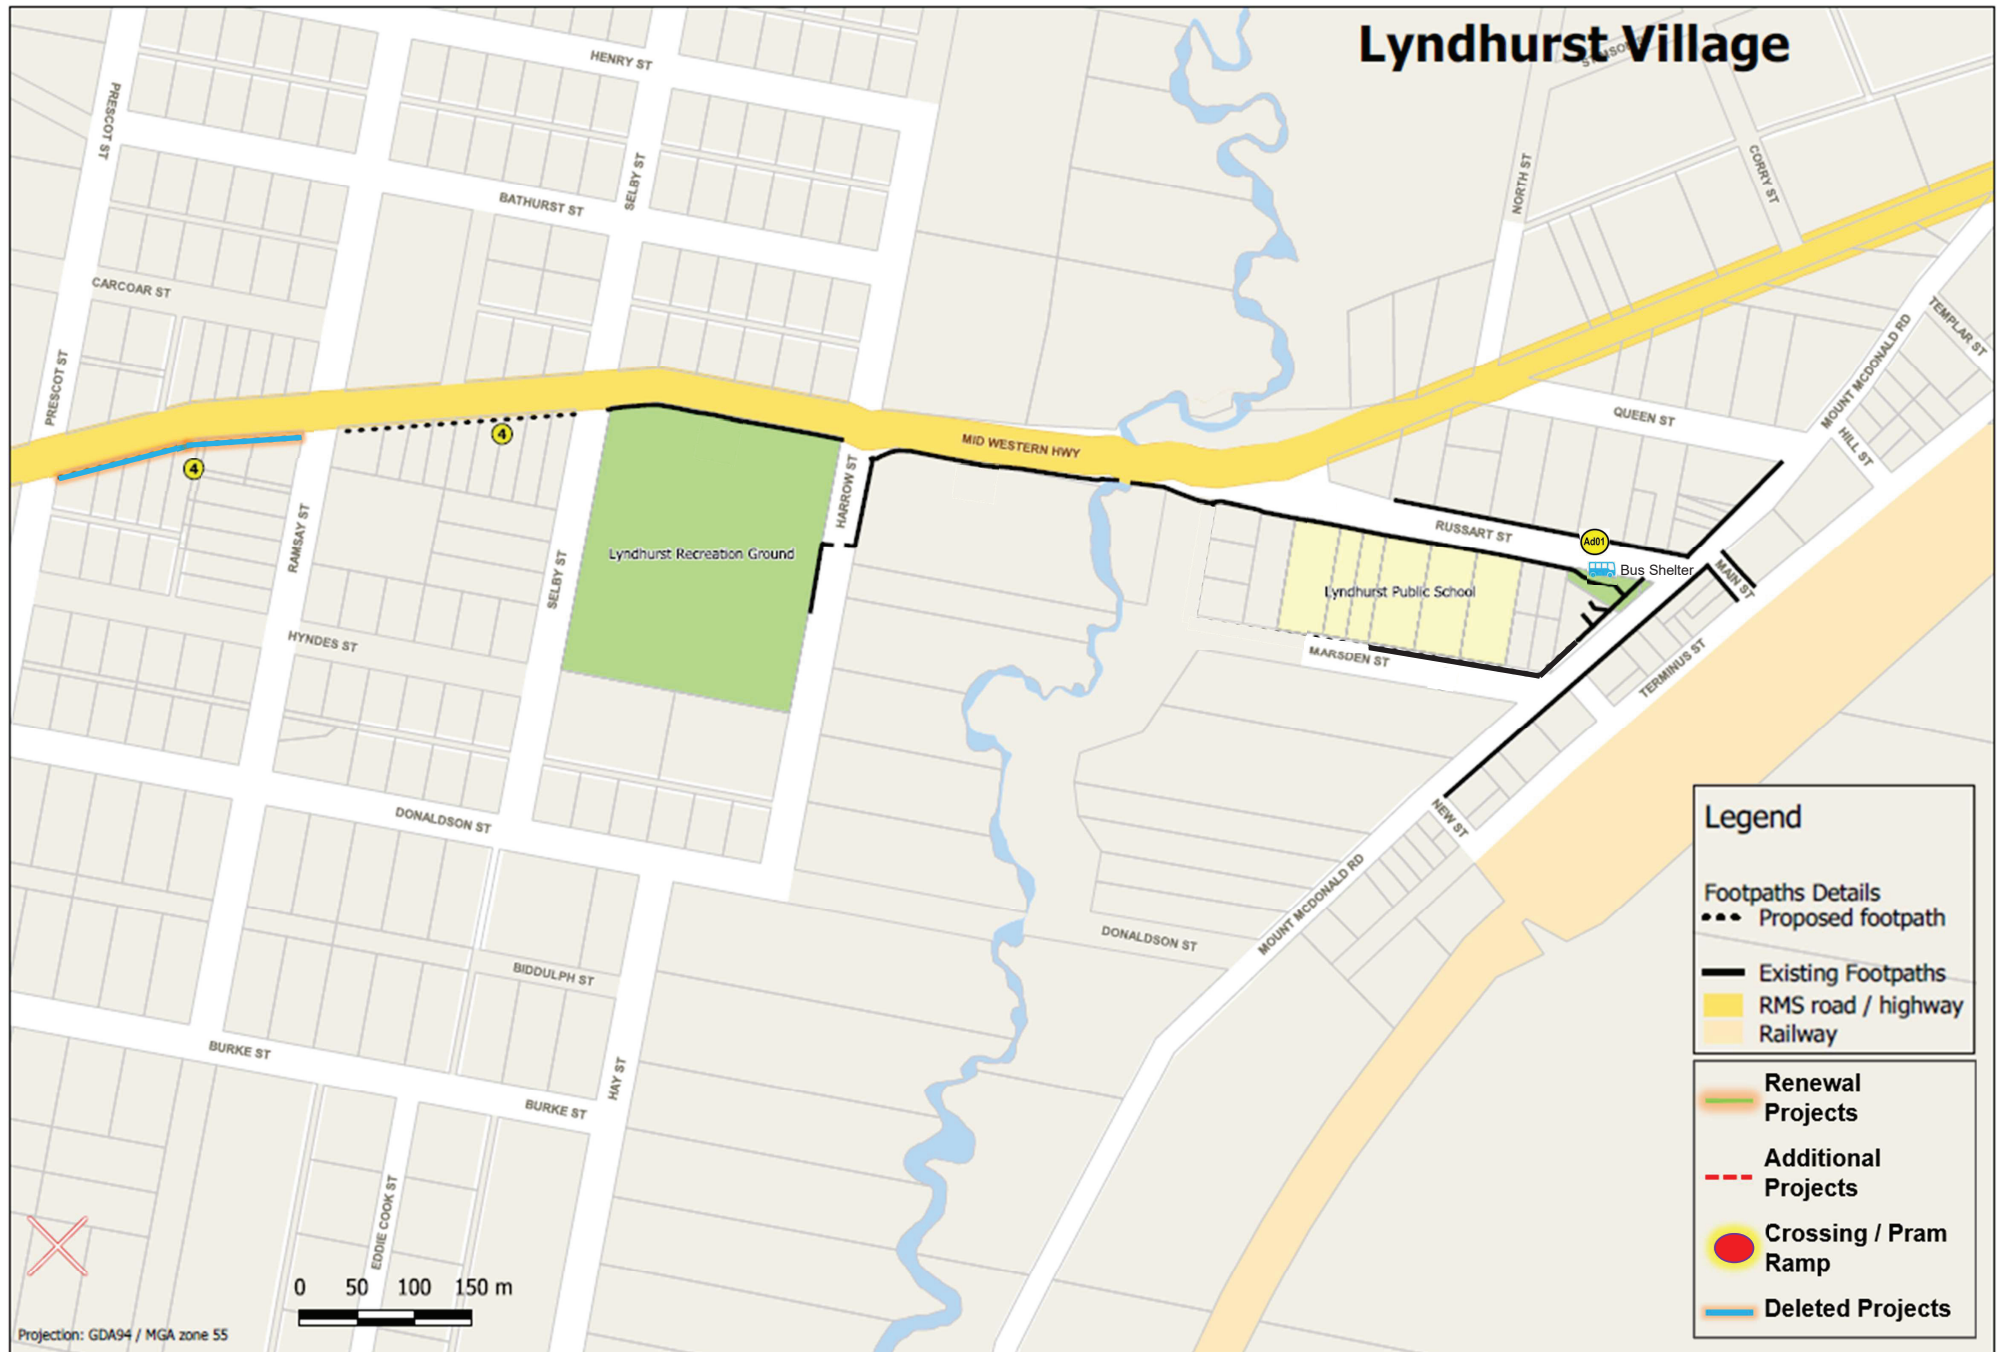 Lyndhurst Village
HENRY ST
PRESCOT ST
SELBY ST
BATHURST ST
NORTH ST
CORRY ST
CARCOAR ST
TEMPLAR ST
MOUNT MCDONALD RD
PRESCOT ST
QUEEN ST
HILL ST
4
4
MID WESTERN HWY
HARROW ST
RAMSAY ST
RUSSART ST
Ad01
Lyndhurst Recreation Ground
Bus Shelter
MAIN ST
SELBY ST
Lyndhurst Public School
HYNDES ST
MARSDEN ST
TERMINUS ST
DONALDSON ST
NEW ST
MOUNT MCDONALD RD
DONALDSON ST
BIDDULPH ST
BURKE ST
HAY ST
BURKE ST
EDDIE COOK ST
Legend
Footpaths Details
Proposed footpath
Existing Footpaths
RMS road / highway
Railway
Renewal
Projects
Additional
Projects
Crossing / Pram
Ramp
Deleted Projects
0 50 100 150 m
Projection: GDA94 / MGA zone 55